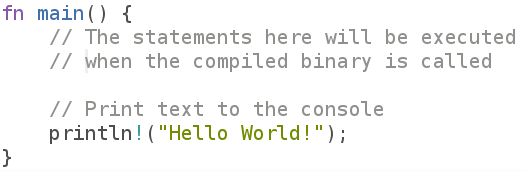 fn main() {
    // The statements here will be executed
    // when the compiled binary is called

    // Print text to the console
    println!("Hello World!");
}